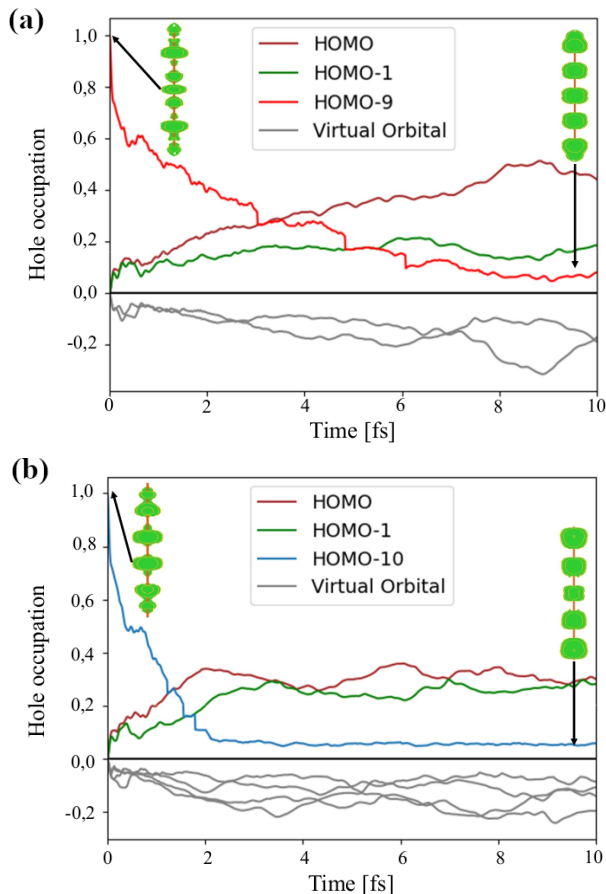 (a)
1,0
0,8
0,6
0,4
0,2
0,0
-0,2
Hole occupation
HOMO
HOMO-1
HOMO-9
Virtual Orbital
0
2
4
6
8
10
Time [fs]
(b)
1,0
0,8
0,6
0,4
0,2
0,0
-0,2
Hole occupation
HOMO
HOMO-1
HOMO-10
Virtual Orbital
0
2
4
6
8
10
Time [fs]